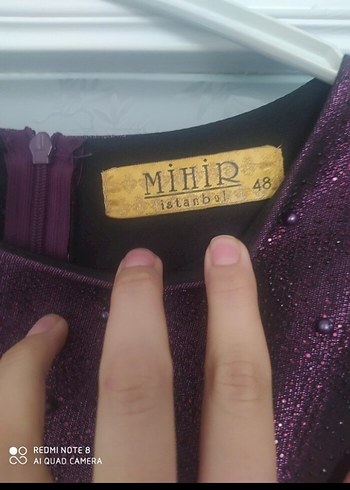 MiHiR
istanbul
48
REDMI NOTE 8
AI QUAD CAMERA